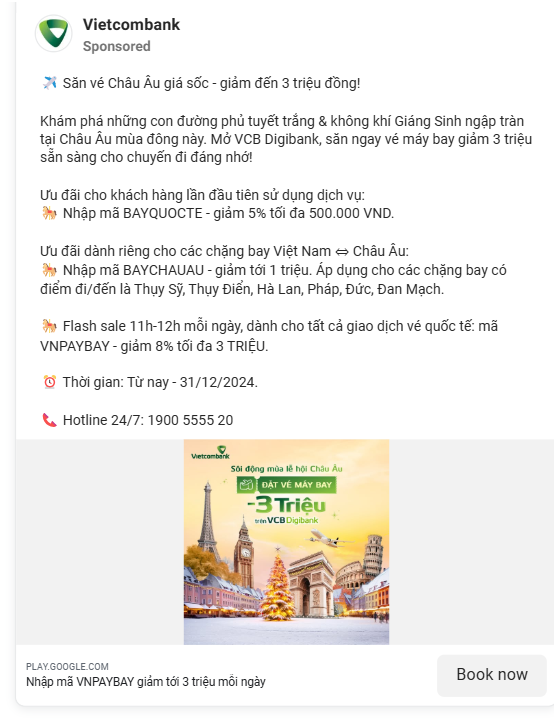 Vietcombank
Sponsored
✈️ Săn vé Châu Âu giá sốc - giảm đến 3 triệu đồng!
Khám phá những con đường phủ tuyết trắng & không khí Giáng Sinh ngập tràn
tại Châu Âu mùa đông này. Mở VCB Digibank, săn ngay vé máy bay giảm 3 triệu
sẵn sàng cho chuyến đi đáng nhớ!
Ưu đãi cho khách hàng lần đầu tiên sử dụng dịch vụ:
🎠 Nhập mã BAYQUOCTE - giảm 5% tối đa 500.000 VND.
Ưu đãi dành riêng cho các chặng bay Việt Nam ⇔ Châu Âu:
🎠 Nhập mã BAYCHAUAU - giảm tới 1 triệu. Áp dụng cho các chặng bay có
điểm đi/đến là Thụy Sỹ, Thụy Điển, Hà Lan, Pháp, Đức, Đan Mạch.
🎠 Flash sale 11h-12h mỗi ngày, dành cho tất cả giao dịch vé quốc tế: mã
VNPAYBAY - giảm 8% tối đa 3 TRIỆU.
⏰ Thời gian: Từ nay - 31/12/2024.
📞 Hotline 24/7: 1900 5555 20
Vietcombank
Sôi động mùa lễ hội Châu Âu
ĐẶT VÉ MÁY BAY
-3 Triệu
trên VCB Digibank
PLAY.GOOGLE.COM
Nhập mã VNPAYBAY giảm tới 3 triệu mỗi ngày
Book now